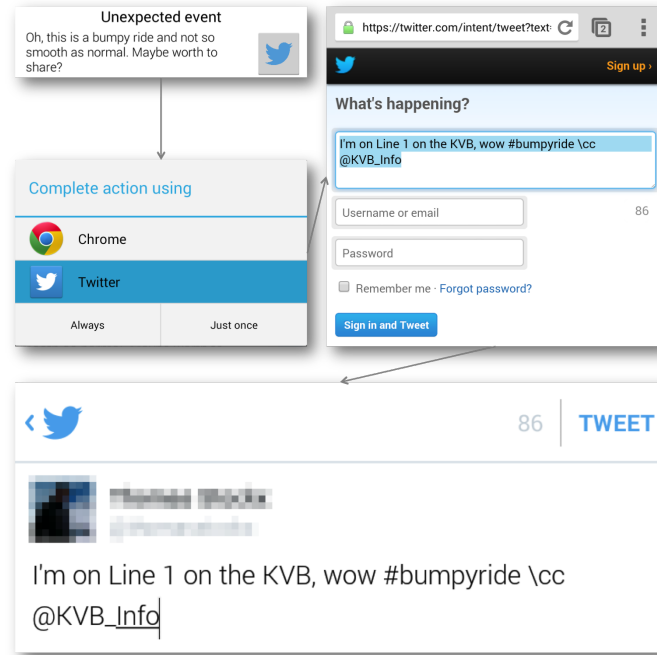 Unexpected event
Oh, this is a bumpy ride and not so
smooth as normal. Maybe worth to
share?
Complete action using
Chrome
Twitter
Always
Just once
https://twitter.com/intent/tweet?text:
2
Sign up ›
What's happening?
I'm on Line 1 on the KVB, wow #bumpyride \cc
@KVB_Info
Username or email
86
Password
Remember me · Forgot password?
Sign in and Tweet
86
TWEET
I'm on Line 1 on the KVB, wow #bumpyride \cc
@KVB_Info